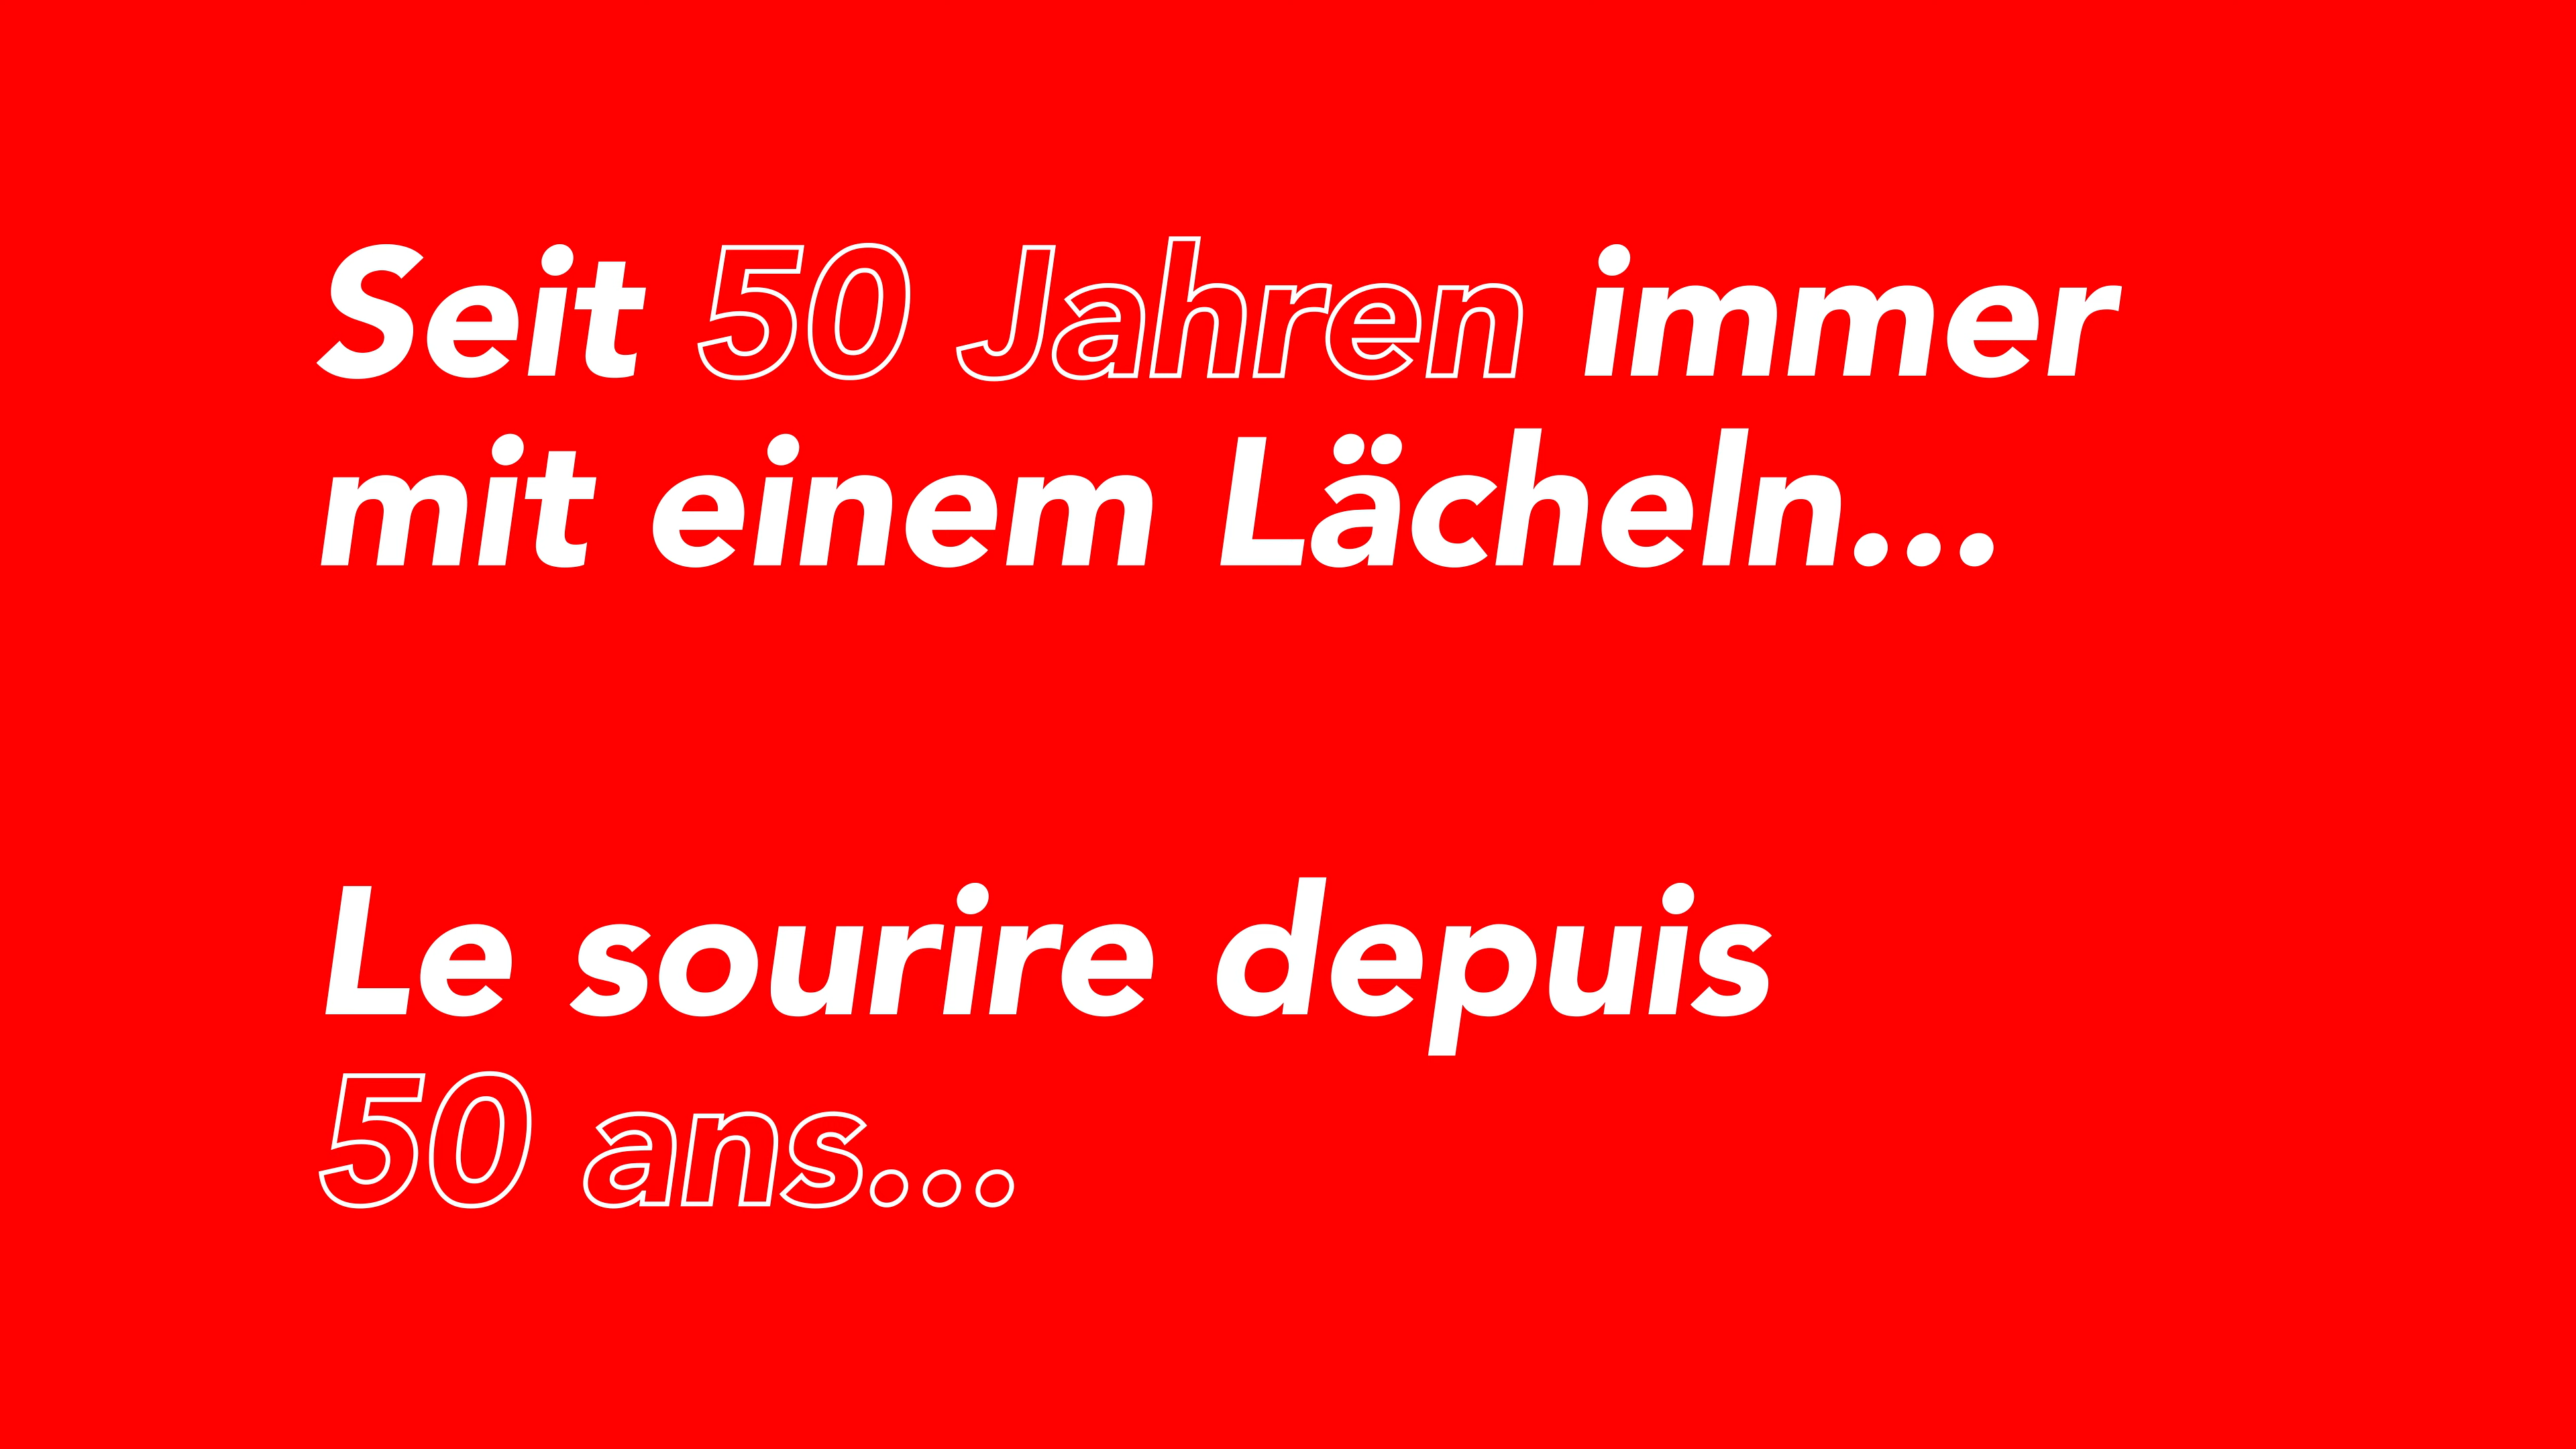 Seit 50 Jahren immer
mit einem Lächeln...
Le sourire depuis
50 ans...